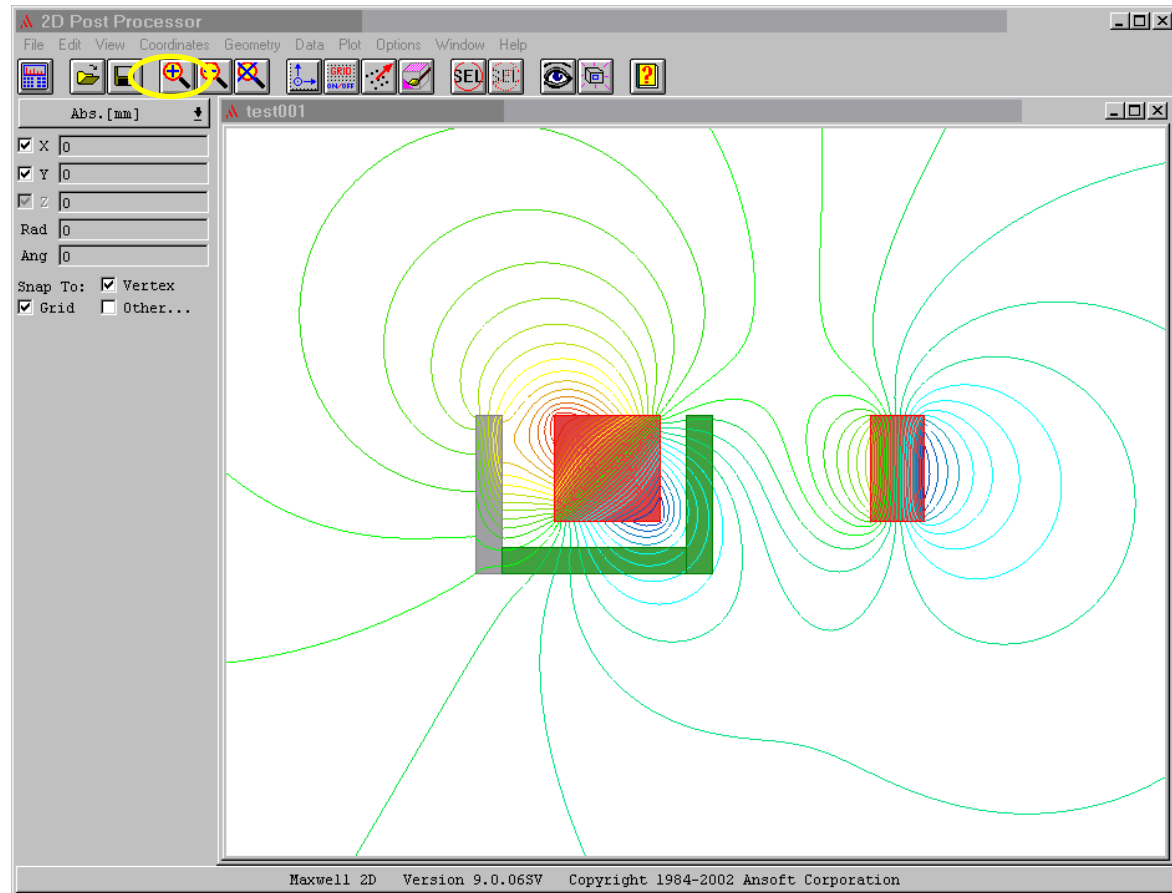 2D Post Processor
File Edit View Coordinates Geometry Data Plot Options Window Help
GRID ON/OFF SEL SEL ?
Abs.[mm]
test001
X 0
Y 0
Z 0
Rad 0
Ang 0
Snap To: Vertex
Grid Other...
Maxwell 2D Version 9.0.06SV Copyright 1984-2002 Ansoft Corporation